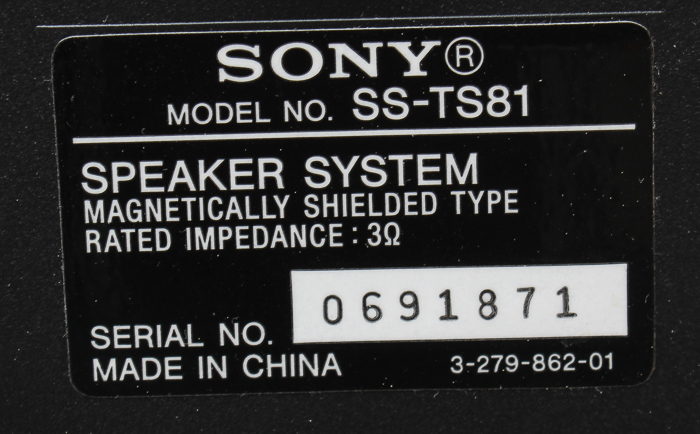 SONY®
MODEL NO. SS-TS81
SPEAKER SYSTEM
MAGNETICALLY SHIELDED TYPE
RATED IMPEDANCE : 3Ω
SERIAL NO. 0691871
MADE IN CHINA 3-279-862-01